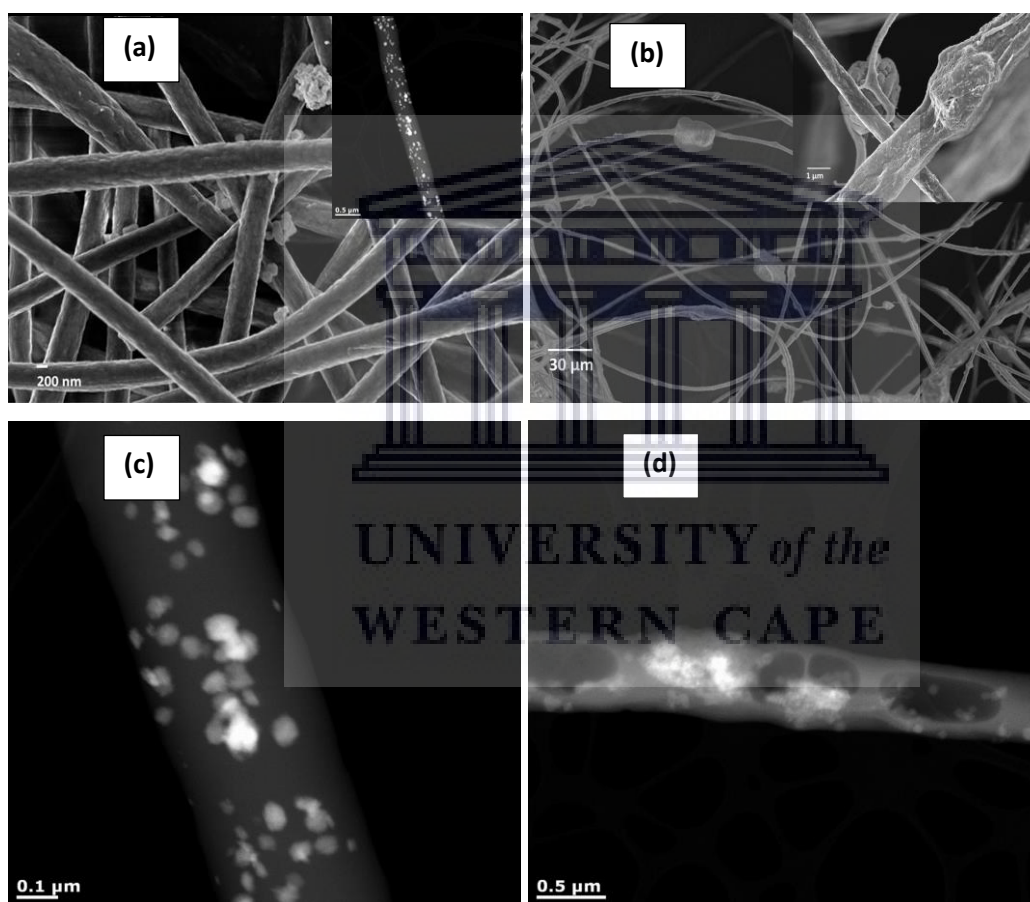 (a)
0.5 μm
200 nm
(b)
1 μm
30 μm
(c)
0.1 μm
(d)
0.5 μm
UNIVERSITY of the
WESTERN CAPE